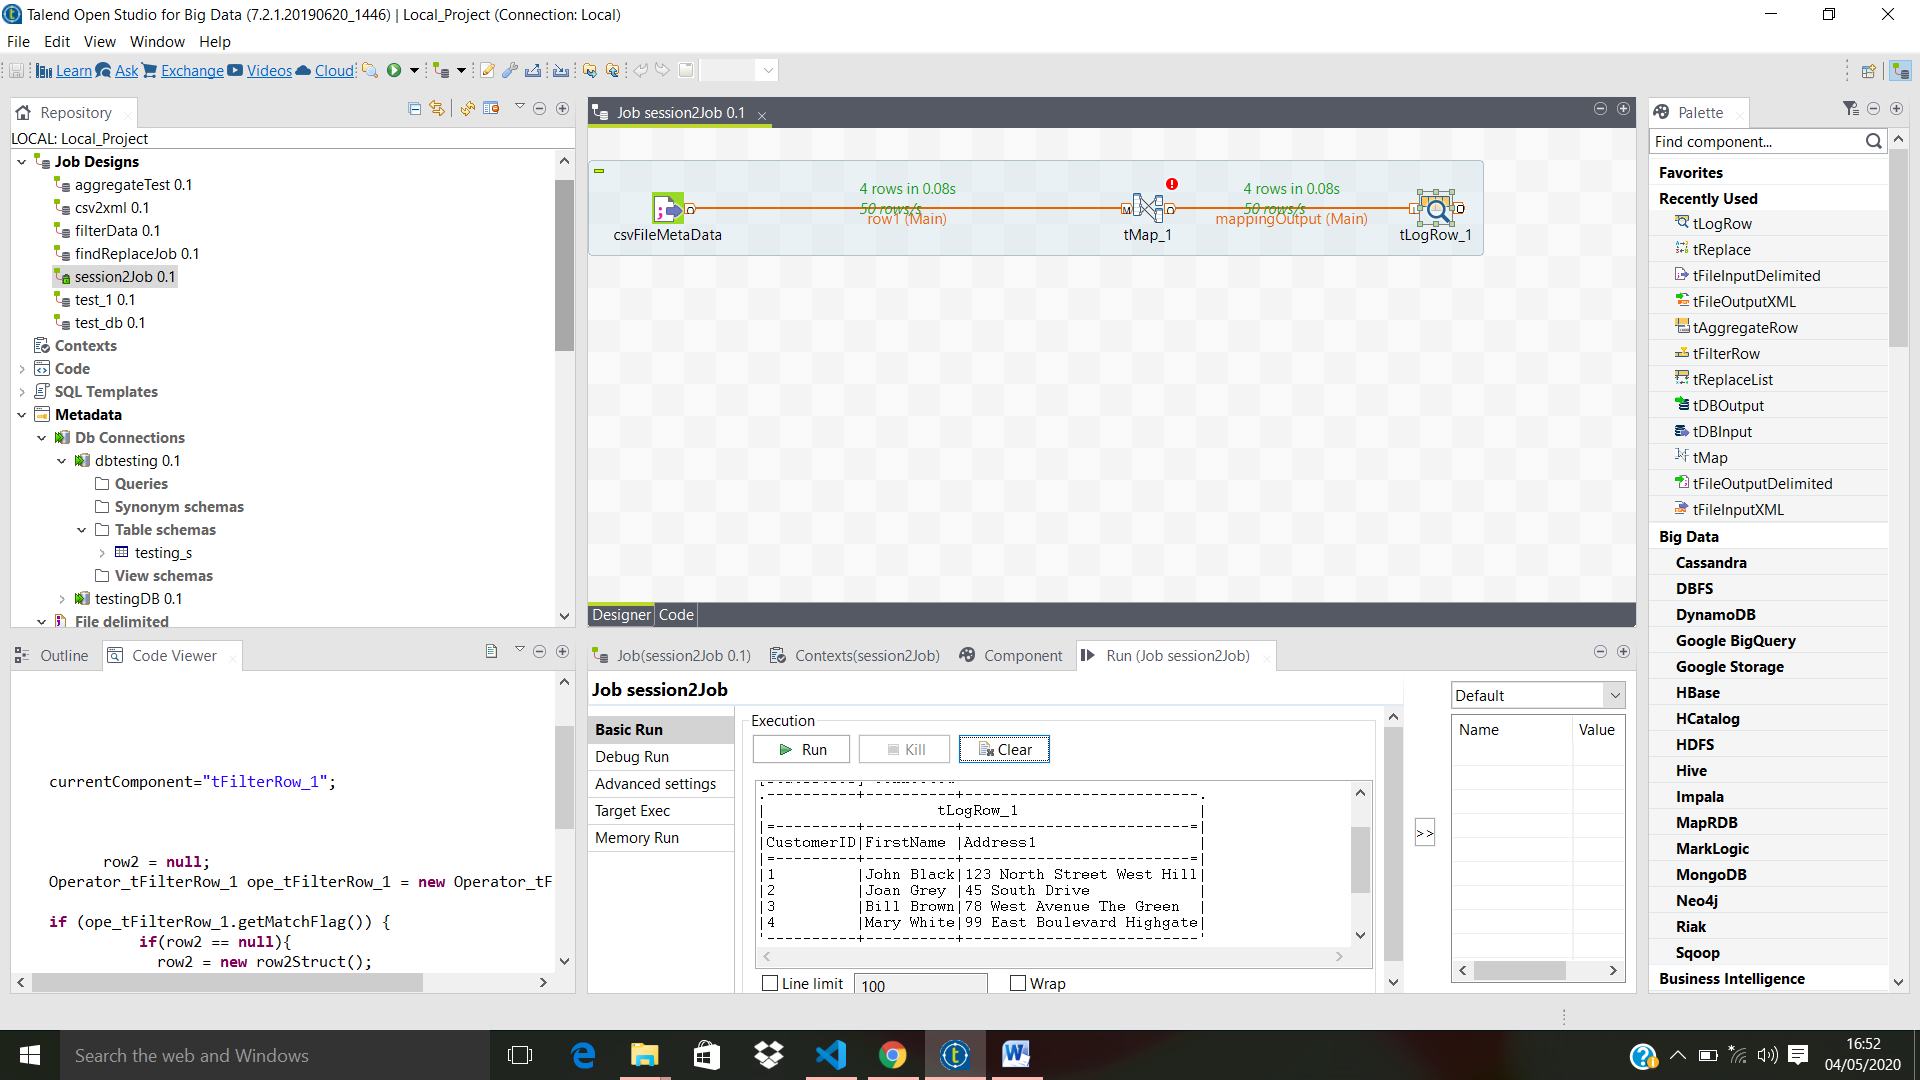 Talend Open Studio for Big Data (7.2.1.20190620_1446) | Local_Project (Connection: Local)
File Edit View Window Help
Learn Ask Exchange Videos Cloud
Repository
LOCAL: Local_Project
Job Designs
aggregateTest 0.1
csv2xml 0.1
filterData 0.1
findReplaceJob 0.1
session2Job 0.1
test_1 0.1
test_db 0.1
Contexts
Code
SQL Templates
Metadata
Db Connections
dbtesting 0.1
Queries
Synonym schemas
Table schemas
testing_s
View schemas
testingDB 0.1
File delimited
Job session2Job 0.1
4 rows in 0.08s
50 rows/s
row1 (Main)
4 rows in 0.08s
50 rows/s
mappingOutput (Main)
csvFileMetaData
tMap_1
tLogRow_1
Designer Code
Palette
Find component...
Favorites
Recently Used
tLogRow
tReplace
tFileInputDelimited
tFileOutputXML
tAggregateRow
tFilterRow
tReplaceList
tDBOutput
tDBInput
tMap
tFileOutputDelimited
tFileInputXML
Big Data
Cassandra
DBFS
DynamoDB
Google BigQuery
Google Storage
HBase
HCatalog
HDFS
Hive
Impala
MapRDB
MarkLogic
MongoDB
Neo4j
Riak
Sqoop
Business Intelligence
Outline Code Viewer
currentComponent="tFilterRow_1";
row2 = null;
Operator_tFilterRow_1 ope_tFilterRow_1 = new Operator_tF
if (ope_tFilterRow_1.getMatchFlag()) {
if(row2 == null){
row2 = new row2Struct();
Job(session2Job 0.1) Contexts(session2Job) Component Run (Job session2Job)
Job session2Job
Basic Run
Debug Run
Advanced settings
Target Exec
Memory Run
Execution
Run Kill Clear
.----------+----------+-------------------------.
| tLogRow_1 |
|=---------+----------+------------------------=|
|CustomerID|FirstName |Address1 |
|=---------+----------+------------------------=|
|1 |John Black|123 North Street West Hill|
|2 |Joan Grey |45 South Drive |
|3 |Bill Brown|78 West Avenue The Green |
|4 |Mary White|99 East Boulevard Highgate|
'----------+----------+-------------------------'
Line limit 100 Wrap
>>
Default
Name Value
Search the web and Windows
16:52
04/05/2020